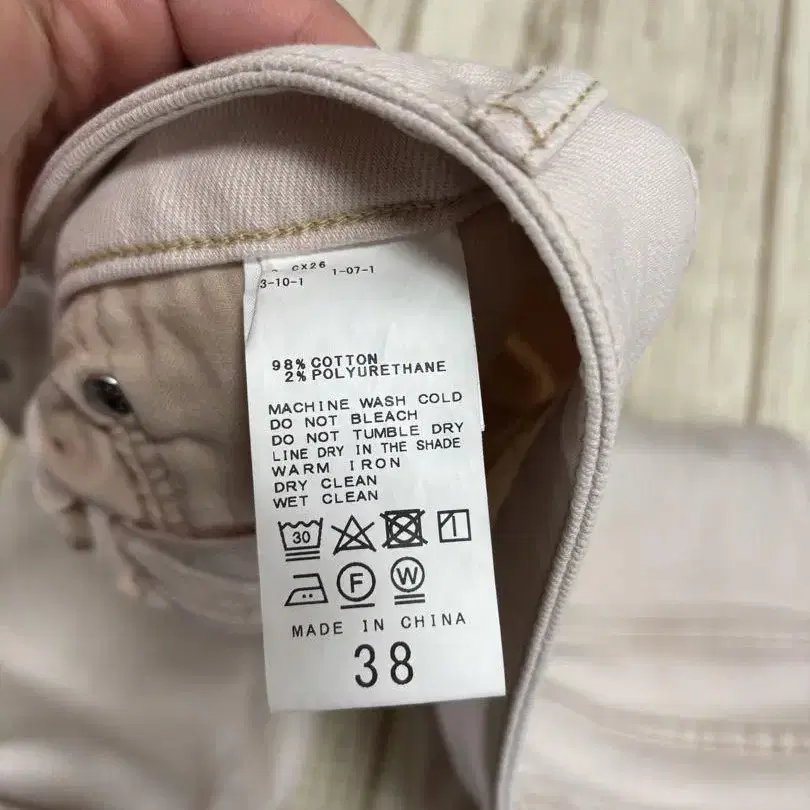 CX26 1-07-1
3-10-1
98% COTTON
2% POLYURETHANE
MACHINE WASH COLD
DO NOT BLEACH
DO NOT TUMBLE DRY
LINE DRY IN THE SHADE
WARM IRON
DRY CLEAN
WET CLEAN
30
F W
MADE IN CHINA
38